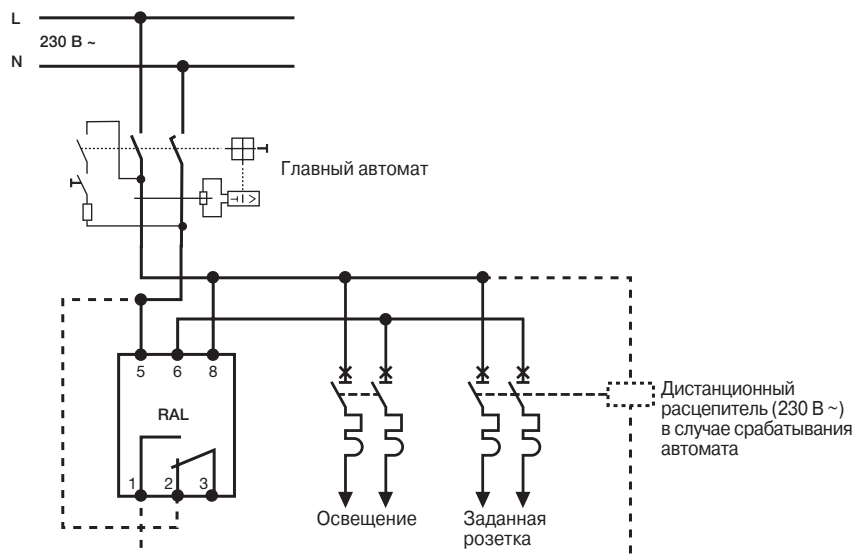 L
230 В ~
N
Главный автомат
5 6 8
RAL
1 2 3
Дистанционный
расцепитель (230 В ~)
в случае срабатывания
автомата
Освещение
Заданная
розетка